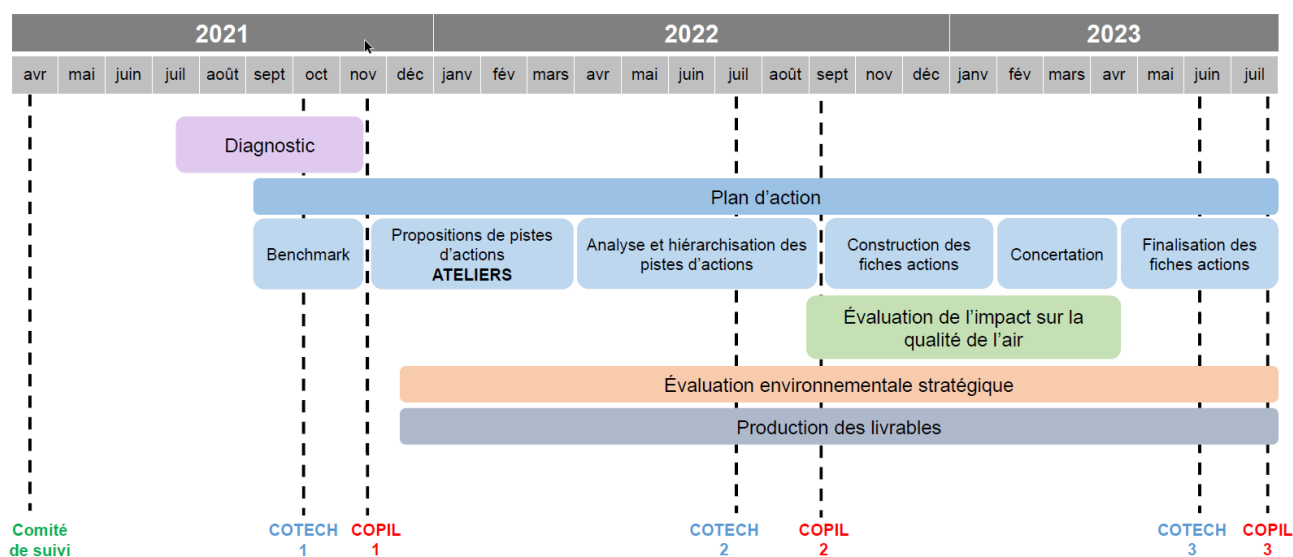 2021 2022 2023
avr mai juin juil août sept oct nov déc janv fév mars avr mai juin juil août sept nov déc janv fév mars avr mai juin juil
Diagnostic
Plan d'action
Benchmark
Propositions de pistes
d'actions
ATELIERS
Analyse et hiérarchisation des
pistes d'actions
Construction des
fiches actions
Concertation
Finalisation des
fiches actions
Évaluation de l'impact sur la
qualité de l'air
Évaluation environnementale stratégique
Production des livrables
Comité
de suivi
COTECH
1
COPIL
1
COTECH
2
COPIL
2
COTECH
3
COPIL
3